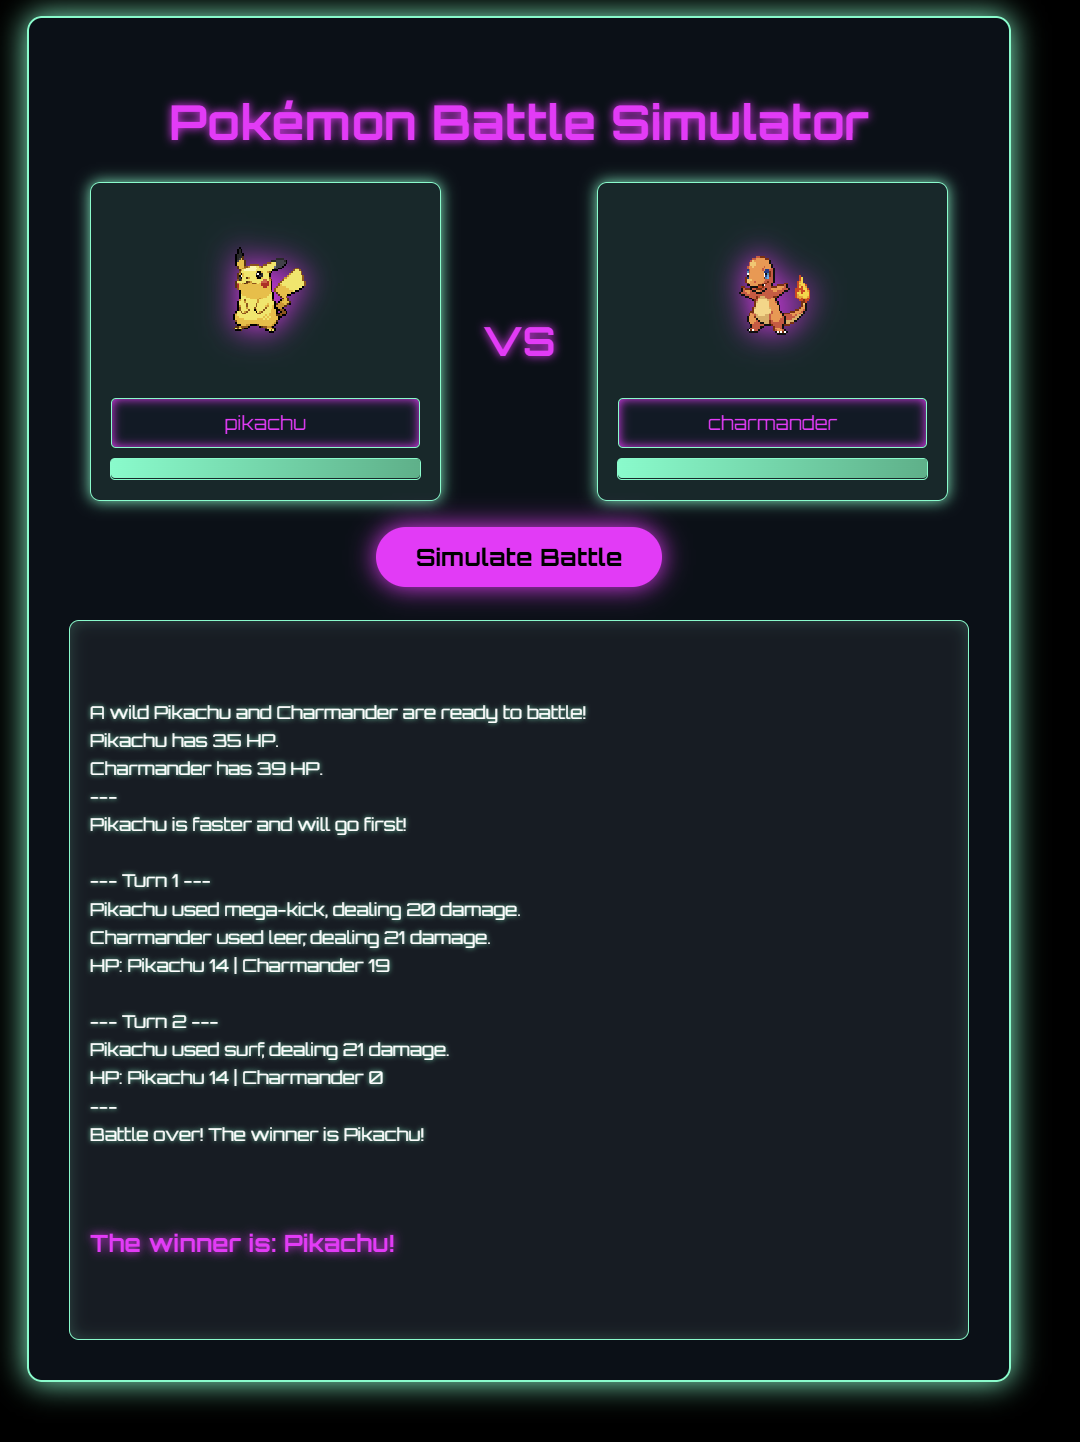 Pokémon Battle Simulator
VS
pikachu
charmander
Simulate Battle
A wild Pikachu and Charmander are ready to battle!
Pikachu has 35 HP.
Charmander has 39 HP.
---
Pikachu is faster and will go first!
--- Turn 1 ---
Pikachu used mega-kick, dealing 20 damage.
Charmander used leer, dealing 21 damage.
HP: Pikachu 14 | Charmander 19
--- Turn 2 ---
Pikachu used surf, dealing 21 damage.
HP: Pikachu 14 | Charmander 0
---
Battle over! The winner is Pikachu!
The winner is: Pikachu!